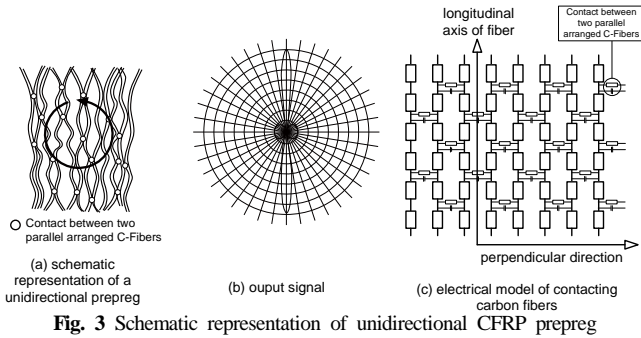 longitudinal
axis of fiber
Contact between
two parallel
arranged C-Fibers
Contact between two
parallel arranged C-Fibers
(a) schematic
representation of a
unidirectional prepreg
(b) ouput signal
perpendicular direction
(c) electrical model of contacting
carbon fibers
Fig. 3 Schematic representation of unidirectional CFRP prepreg